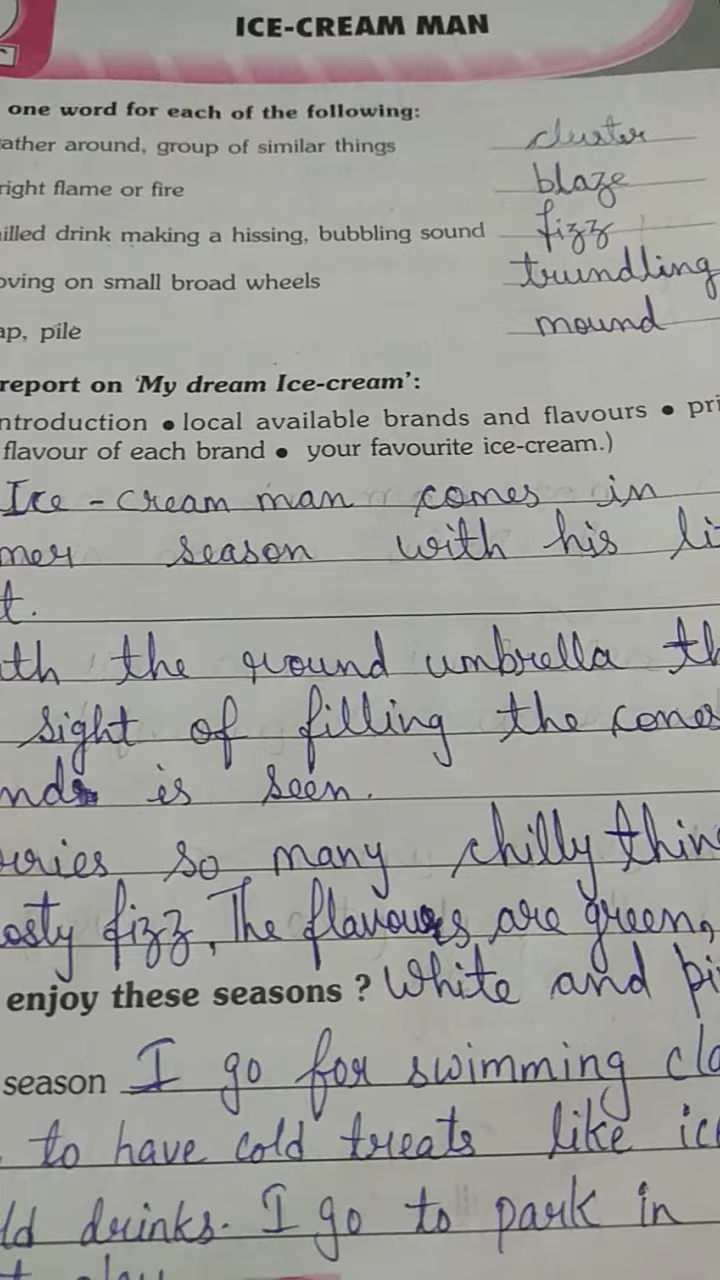 ICE-CREAM MAN
one word for each of the following:
ather around, group of similar things cluster
right flame or fire blaze
illed drink making a hissing, bubbling sound fizz
oving on small broad wheels trundling
ap, pile mound
report on 'My dream Ice-cream':
ntroduction • local available brands and flavours • pri
flavour of each brand • your favourite ice-cream.)
Ice-cream man comes in
mer season with his li
t.
th the round umbrella th
sight of filling the cones
nds is seen.
rries so many chilly thin
osty fizz, The flavours are green,
enjoy these seasons ? White and pi
season I go for swimming cla
to have cold treats like ic
ld drinks. I go to park in